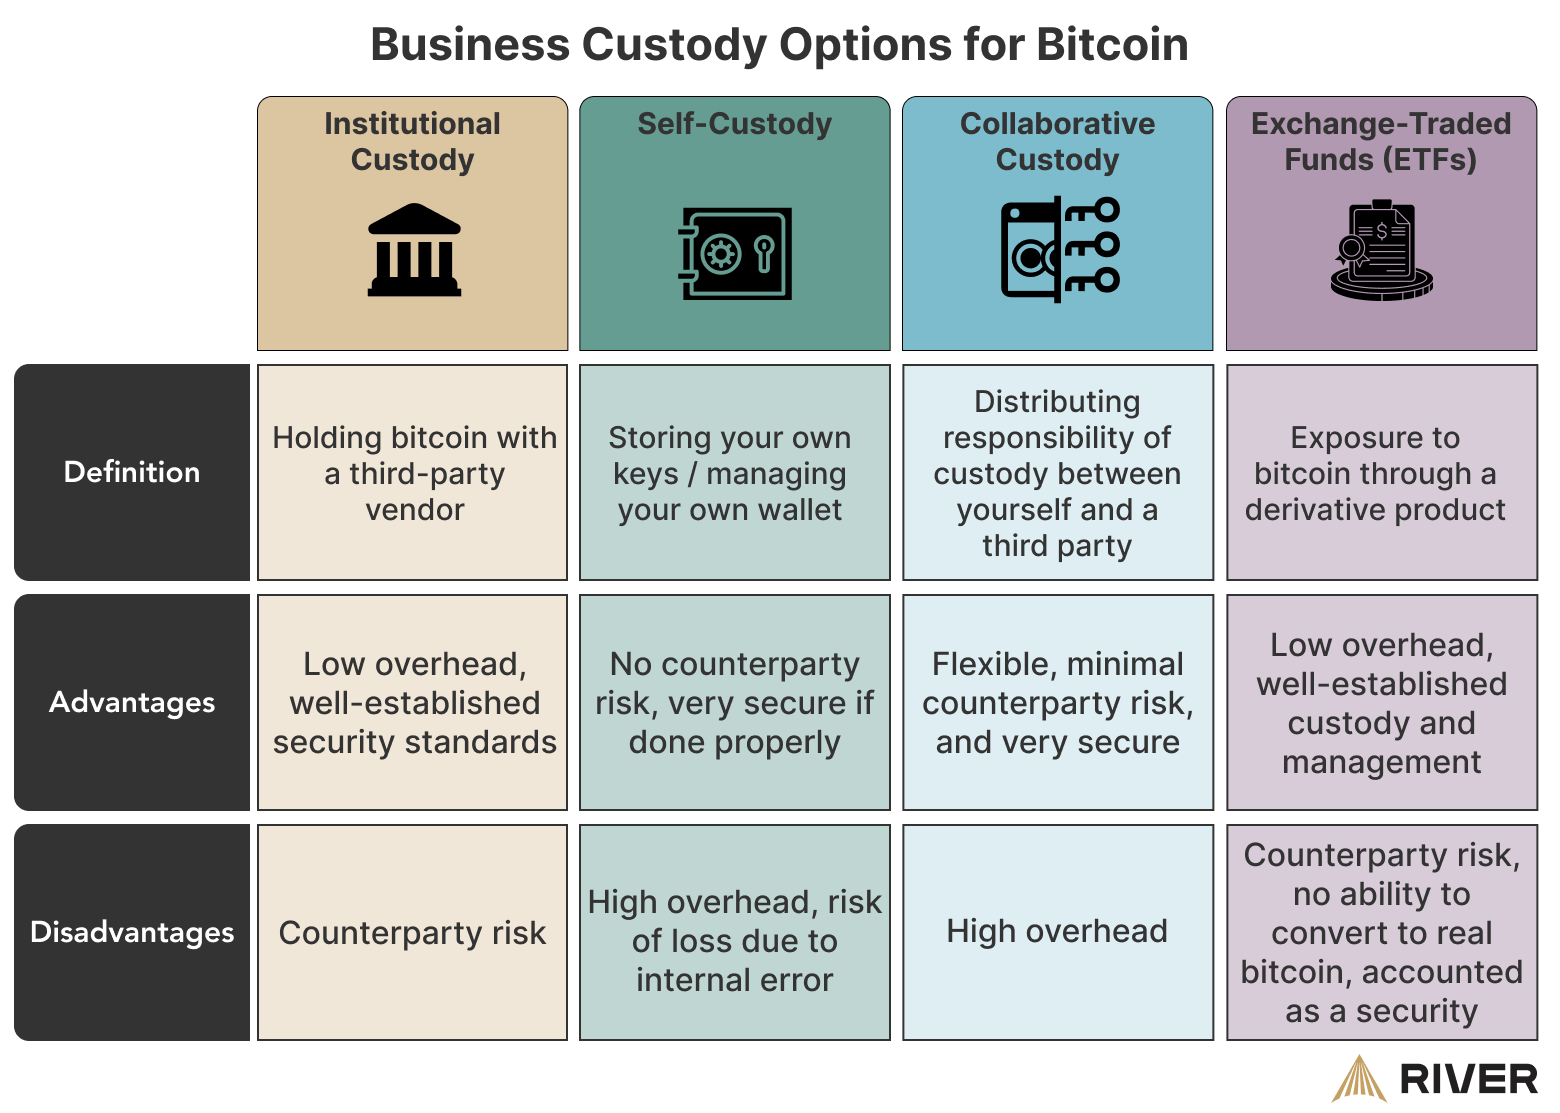 Business Custody Options for Bitcoin
Institutional
Custody
Self-Custody
Collaborative
Custody
Exchange-Traded
Funds (ETFs)
$
Definition
Holding bitcoin with
a third-party
vendor
Storing your own
keys / managing
your own wallet
Distributing
responsibility of
custody between
yourself and a
third party
Exposure to
bitcoin through a
derivative product
Advantages
Low overhead,
well-established
security standards
No counterparty
risk, very secure if
done properly
Flexible, minimal
counterparty risk,
and very secure
Low overhead,
well-established
custody and
management
Disadvantages
Counterparty risk
High overhead, risk
of loss due to
internal error
High overhead
Counterparty risk,
no ability to
convert to real
bitcoin, accounted
as a security
RIVER